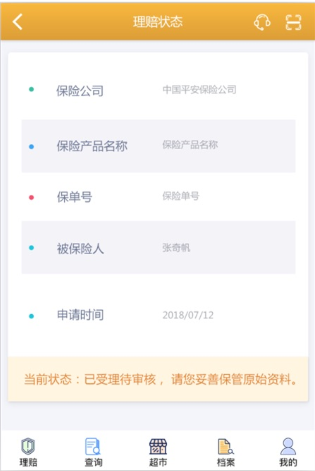 理赔状态
保险公司 中国平安保险公司
保险产品名称 保险产品名称
保单号 保险单号
被保险人 张奇帆
申请时间 2018/07/12
当前状态：已受理待审核，请您妥善保管原始资料。
理赔 查询 超市 档案 我的